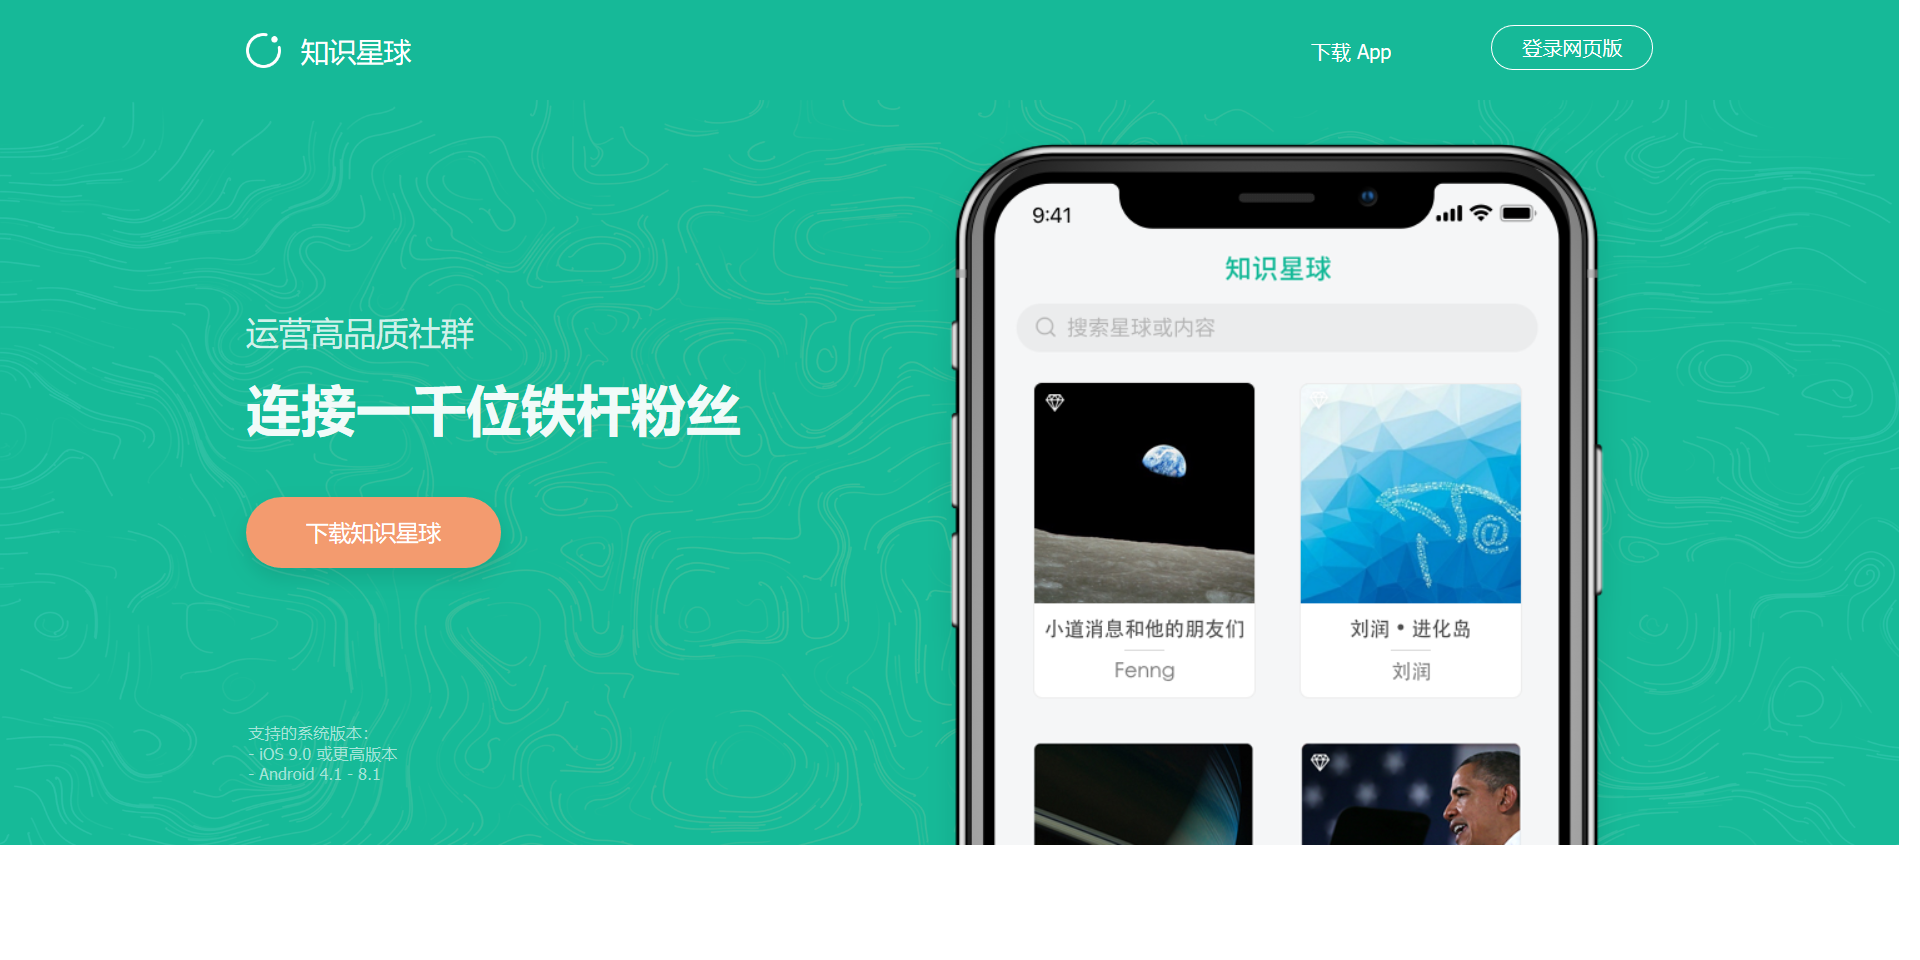 知识星球
下载 App
登录网页版
运营高品质社群
连接一千位铁杆粉丝
下载知识星球
支持的系统版本：
- iOS 9.0 或更高版本
- Android 4.1 - 8.1
9:41
知识星球
搜索星球或内容
小道消息和他的朋友们
Fenng
刘润 • 进化岛
刘润
@